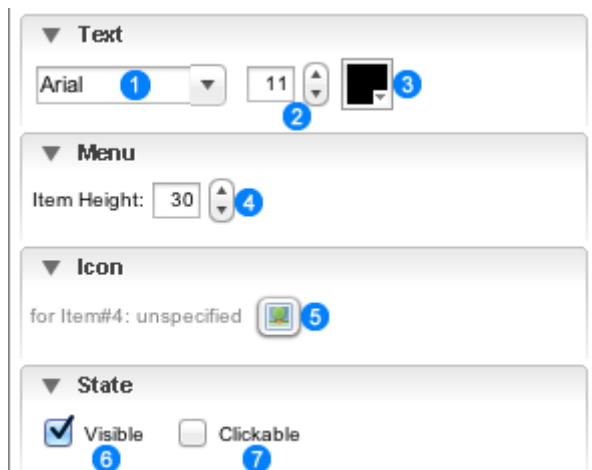 Text
Arial 1 11 3
2
Menu
Item Height: 30 4
Icon
for Item#4: unspecified 5
State
Visible Clickable
6 7